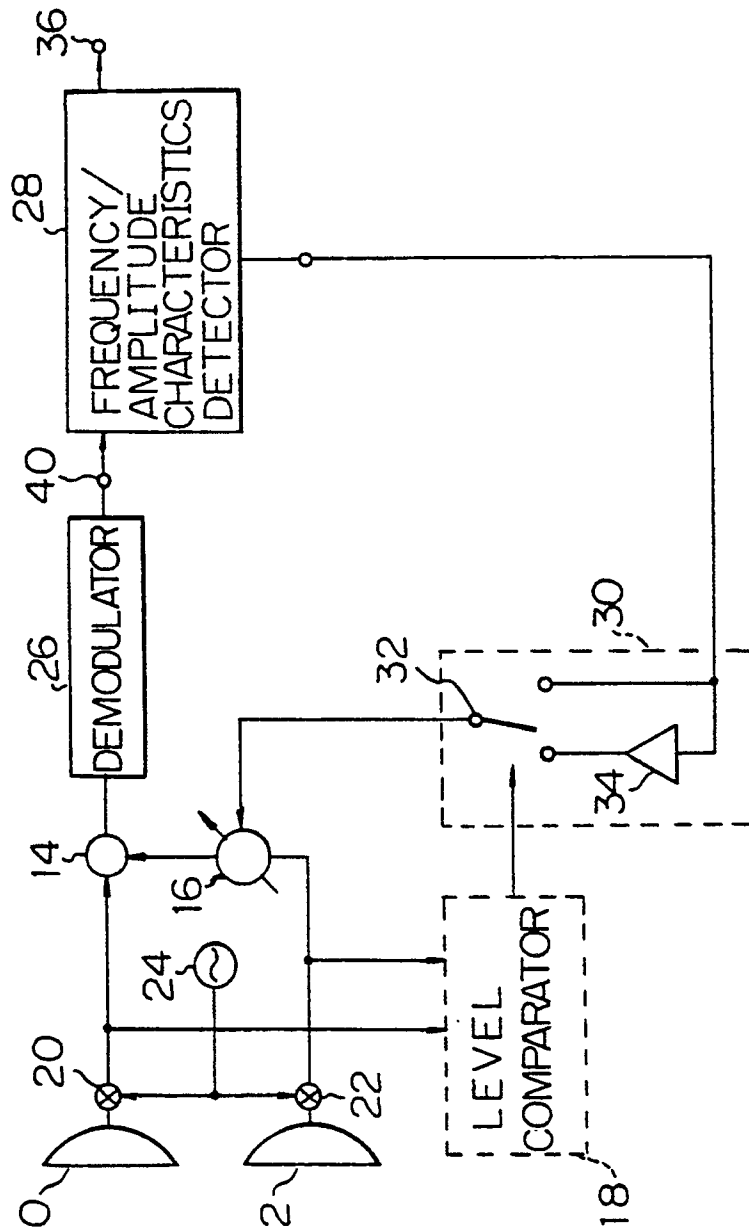 0
20
14
26
DEMODULATOR
40
28
FREQUENCY/
AMPLITUDE
CHARACTERISTICS
DETECTOR
36
24
16
2
22
32
30
34
LEVEL
COMPARATOR
18